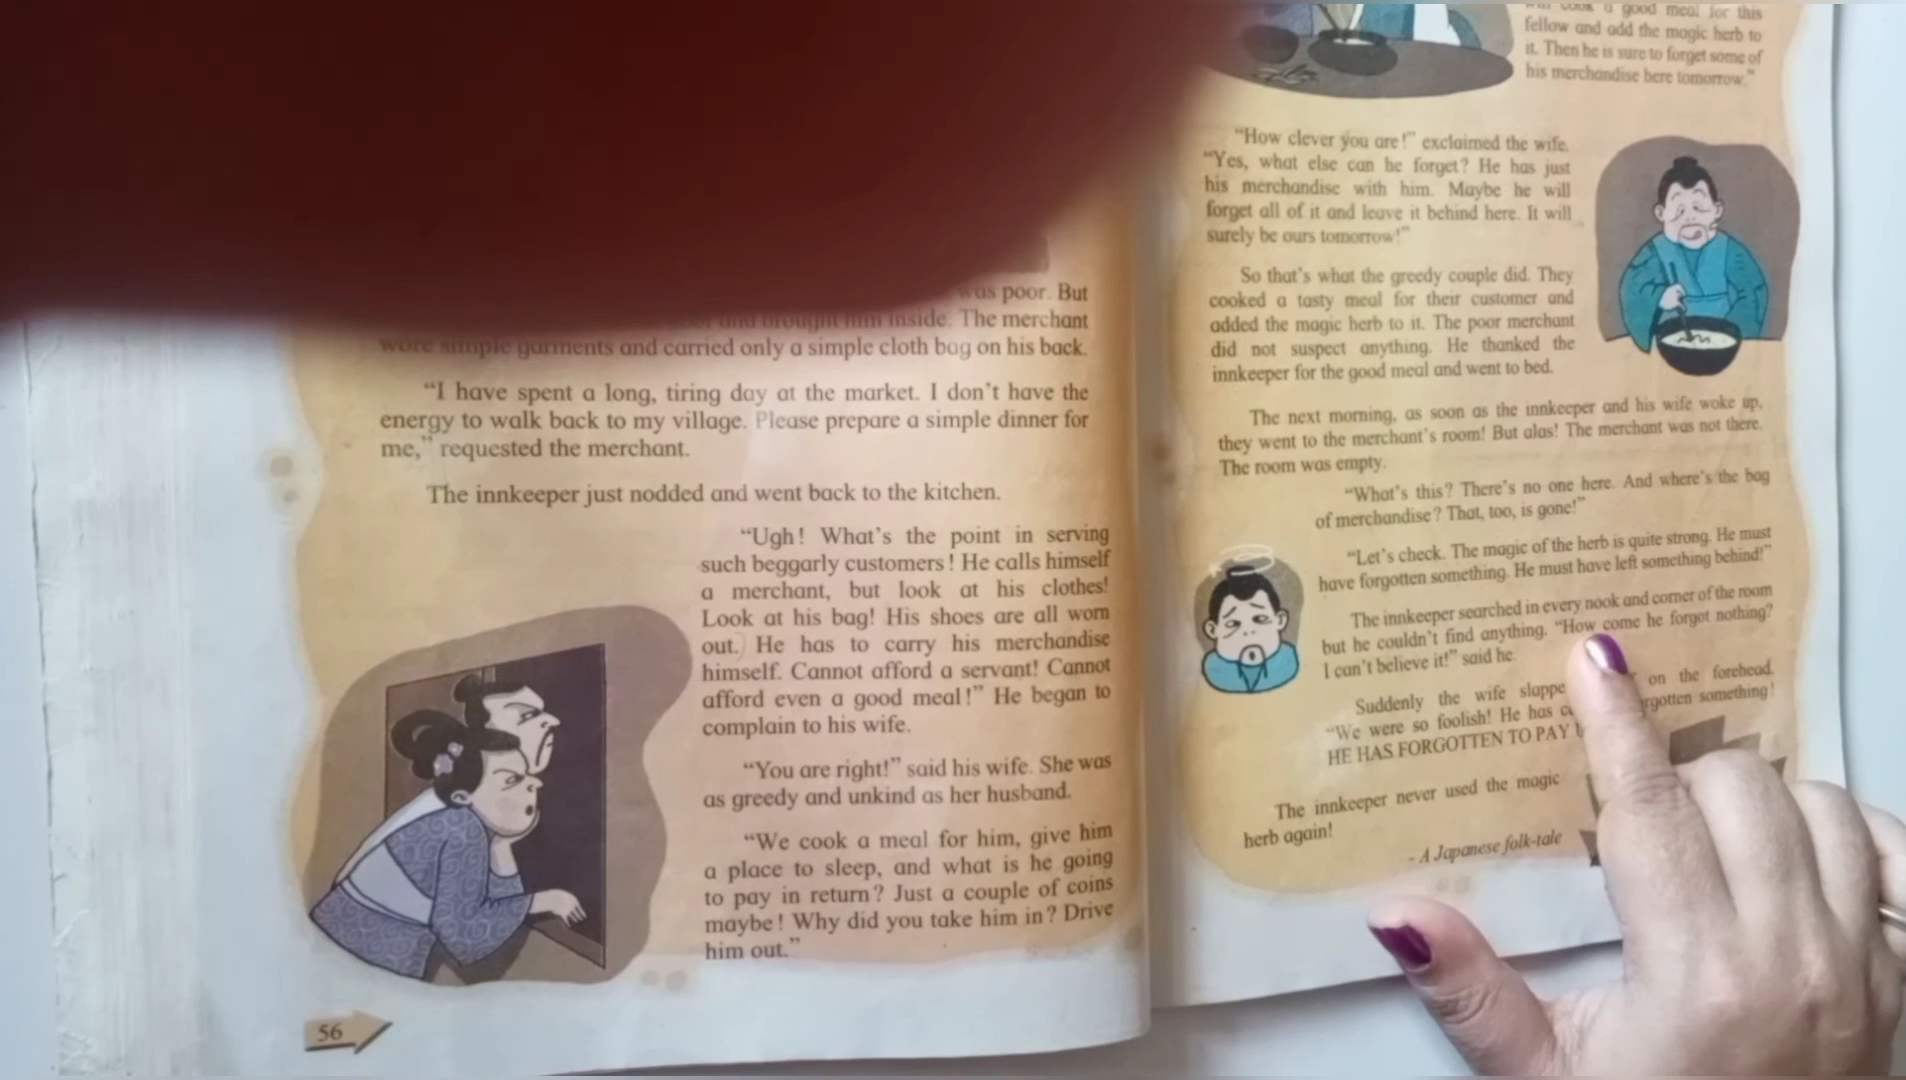 was poor. But
and brought him inside. The merchant
wore simple garments and carried only a simple cloth bag on his back.
“I have spent a long, tiring day at the market. I don’t have the
energy to walk back to my village. Please prepare a simple dinner for
me,” requested the merchant.
The innkeeper just nodded and went back to the kitchen.
“Ugh! What’s the point in serving
such beggarly customers! He calls himself
a merchant, but look at his clothes!
Look at his bag! His shoes are all worn
out. He has to carry his merchandise
himself. Cannot afford a servant! Cannot
afford even a good meal!” He began to
complain to his wife.
“You are right!” said his wife. She was
as greedy and unkind as her husband.
“We cook a meal for him, give him
a place to sleep, and what is he going
to pay in return? Just a couple of coins
maybe! Why did you take him in? Drive
him out.”
56
will cook a good meal for this
fellow and add the magic herb to
it. Then he is sure to forget some of
his merchandise here tomorrow.”
“How clever you are!” exclaimed the wife.
“Yes, what else can he forget? He has just
his merchandise with him. Maybe he will
forget all of it and leave it behind here. It will
surely be ours tomorrow!”
So that’s what the greedy couple did. They
cooked a tasty meal for their customer and
added the magic herb to it. The poor merchant
did not suspect anything. He thanked the
innkeeper for the good meal and went to bed.
The next morning, as soon as the innkeeper and his wife woke up,
they went to the merchant’s room! But alas! The merchant was not there.
The room was empty.
“What’s this? There’s no one here. And where’s the bag
of merchandise? That, too, is gone!”
“Let’s check. The magic of the herb is quite strong. He must
have forgotten something. He must have left something behind!”
The innkeeper searched in every nook and corner of the room
but he couldn’t find anything. “How come he forgot nothing?
I can’t believe it!” said he.
Suddenly the wife on the forehead.
“We were so foolish! He has something!
HE HAS FORGOTTEN TO PAY
The innkeeper never used the magic
herb again!
- A Japanese folk-tale